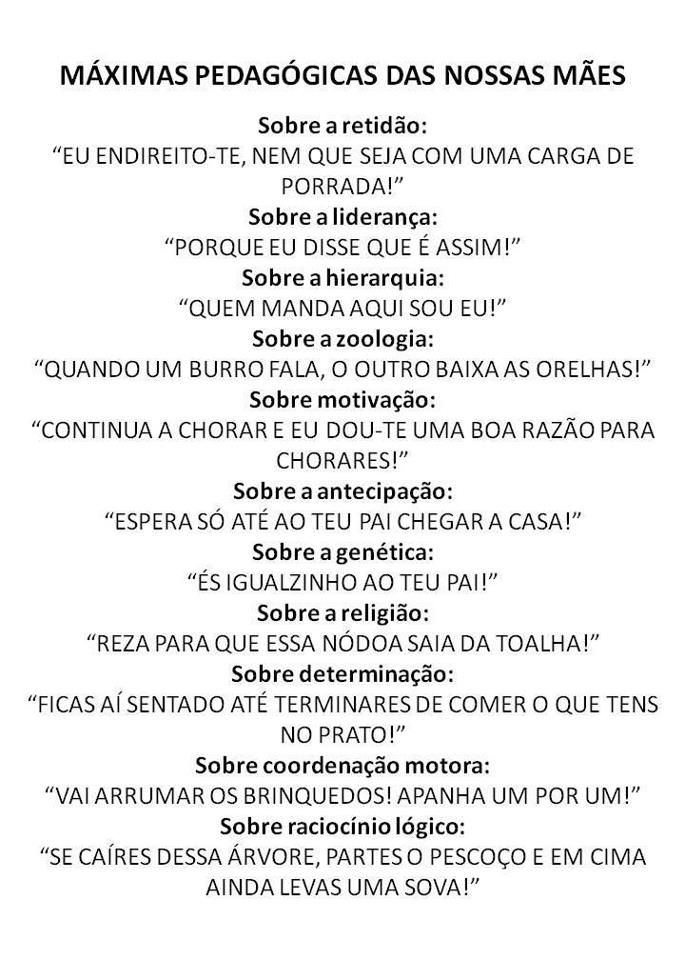 MÁXIMAS PEDAGÓGICAS DAS NOSSAS MÃES
Sobre a retidão:
“EU ENDIREITO-TE, NEM QUE SEJA COM UMA CARGA DE
PORRADA!”
Sobre a liderança:
“PORQUE EU DISSE QUE É ASSIM!”
Sobre a hierarquia:
“QUEM MANDA AQUI SOU EU!”
Sobre a zoologia:
“QUANDO UM BURRO FALA, O OUTRO BAIXA AS ORELHAS!”
Sobre motivação:
“CONTINUA A CHORAR E EU DOU-TE UMA BOA RAZÃO PARA
CHORARES!”
Sobre a antecipação:
“ESPERA SÓ ATÉ AO TEU PAI CHEGAR A CASA!”
Sobre a genética:
“ÉS IGUALZINHO AO TEU PAI!”
Sobre a religião:
“REZA PARA QUE ESSA NÓDOA SAIA DA TOALHA!”
Sobre determinação:
“FICAS AÍ SENTADO ATÉ TERMINARES DE COMER O QUE TENS
NO PRATO!”
Sobre coordenação motora:
“VAI ARRUMAR OS BRINQUEDOS! APANHA UM POR UM!”
Sobre raciocínio lógico:
“SE CAÍRES DESSA ÁRVORE, PARTES O PESCOÇO E EM CIMA
AINDA LEVAS UMA SOVA!”